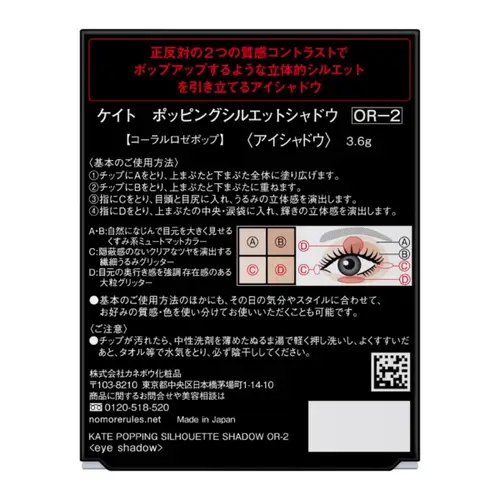 正反対の2つの質感コントラストで
ポップアップするような立体的シルエット
を引き立てるアイシャドウ
ケイト ポッピングシルエットシャドウ OR-2
【コーラルロゼポップ】 〈アイシャドウ〉 3.6g
〈基本のご使用方法〉
①チップにAをとり、上まぶたと下まぶた全体に塗り広げます。
②チップにBをとり、上まぶたと下まぶたに重ねます。
③指にCをとり、目頭と目尻に入れ、うるみの立体感を演出します。
④指にDをとり、上まぶたの中央・涙袋に入れ、輝きの立体感を演出します。
A・B:自然になじんで目元を大きく見せる
くすみ系ミュートマットカラー
C:隠蔽感のないクリアなツヤを演出する
繊細うるみグリッター
D:目元の奥行き感を強調存在感のある
大粒グリッター
A B
C D
D
A
B
C C
D
●基本のご使用方法のほかにも、その日の気分やスタイルに合わせて、
お好みの質感・色を使い分けてお使いいただくことも可能です。
〈ご注意〉
●チップが汚れたら、中性洗剤を薄めたぬるま湯で軽く押し洗いし、よくすすいだ
あと、タオル等で水気をとり、必ず陰干ししてください。
株式会社カネボウ化粧品
〒103-8210 東京都中央区日本橋茅場町1-14-10
商品に関するお問合せや美容相談は
0120-518-520
nomorerules.net Made in Japan
KATE POPPING SILHOUETTE SHADOW OR-2
<eye shadow>